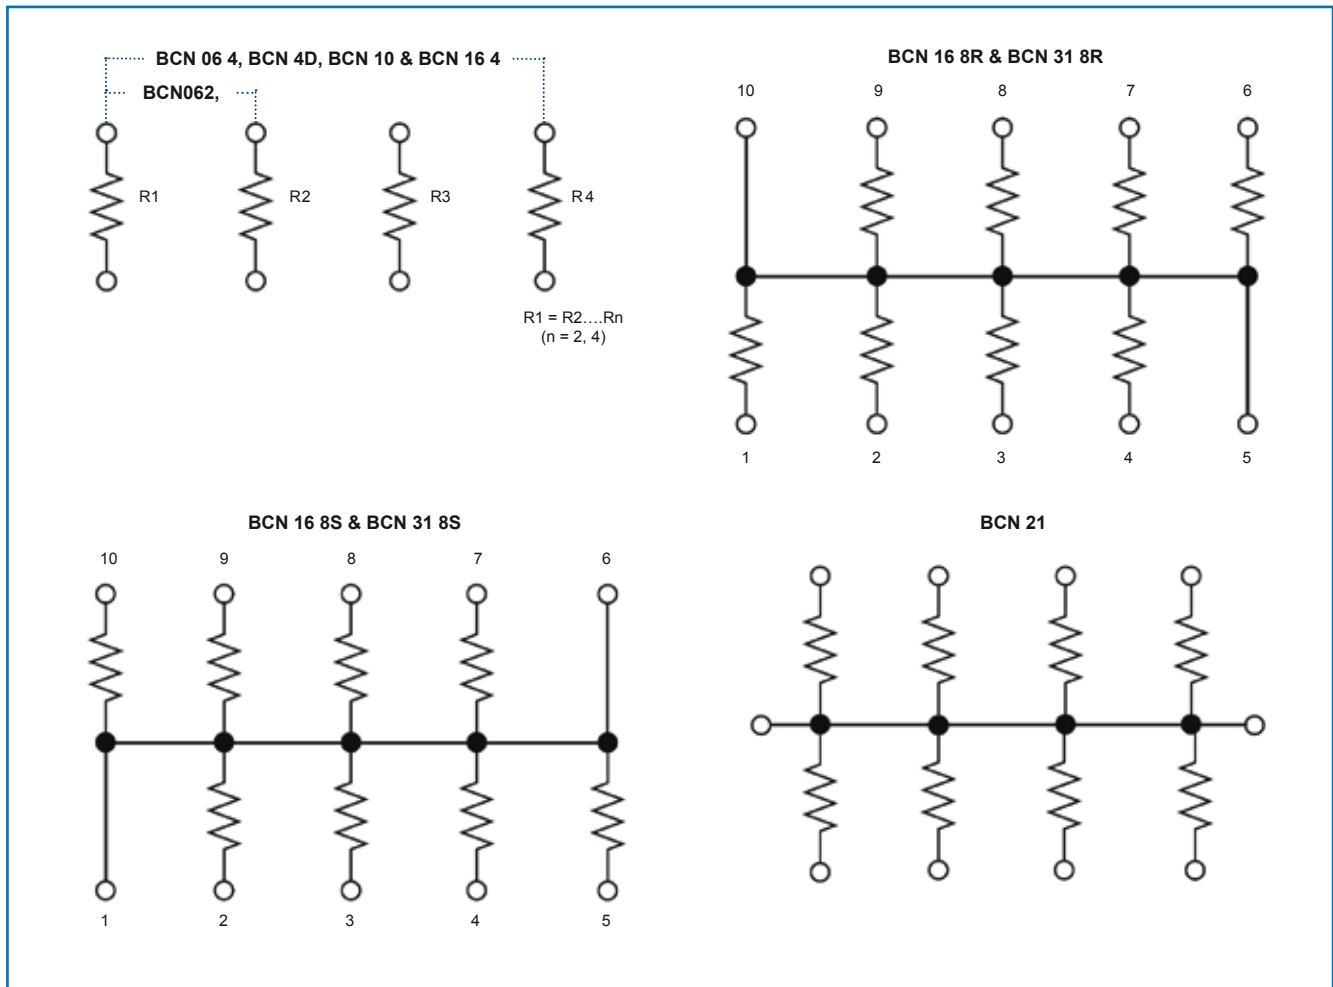 BCN 06 4, BCN 4D, BCN 10 & BCN 16 4
BCN062,
R1 R2 R3 R4
R1 = R2....Rn
(n = 2, 4)
BCN 16 8R & BCN 31 8R
10 9 8 7 6
1 2 3 4 5
BCN 16 8S & BCN 31 8S
10 9 8 7 6
1 2 3 4 5
BCN 21